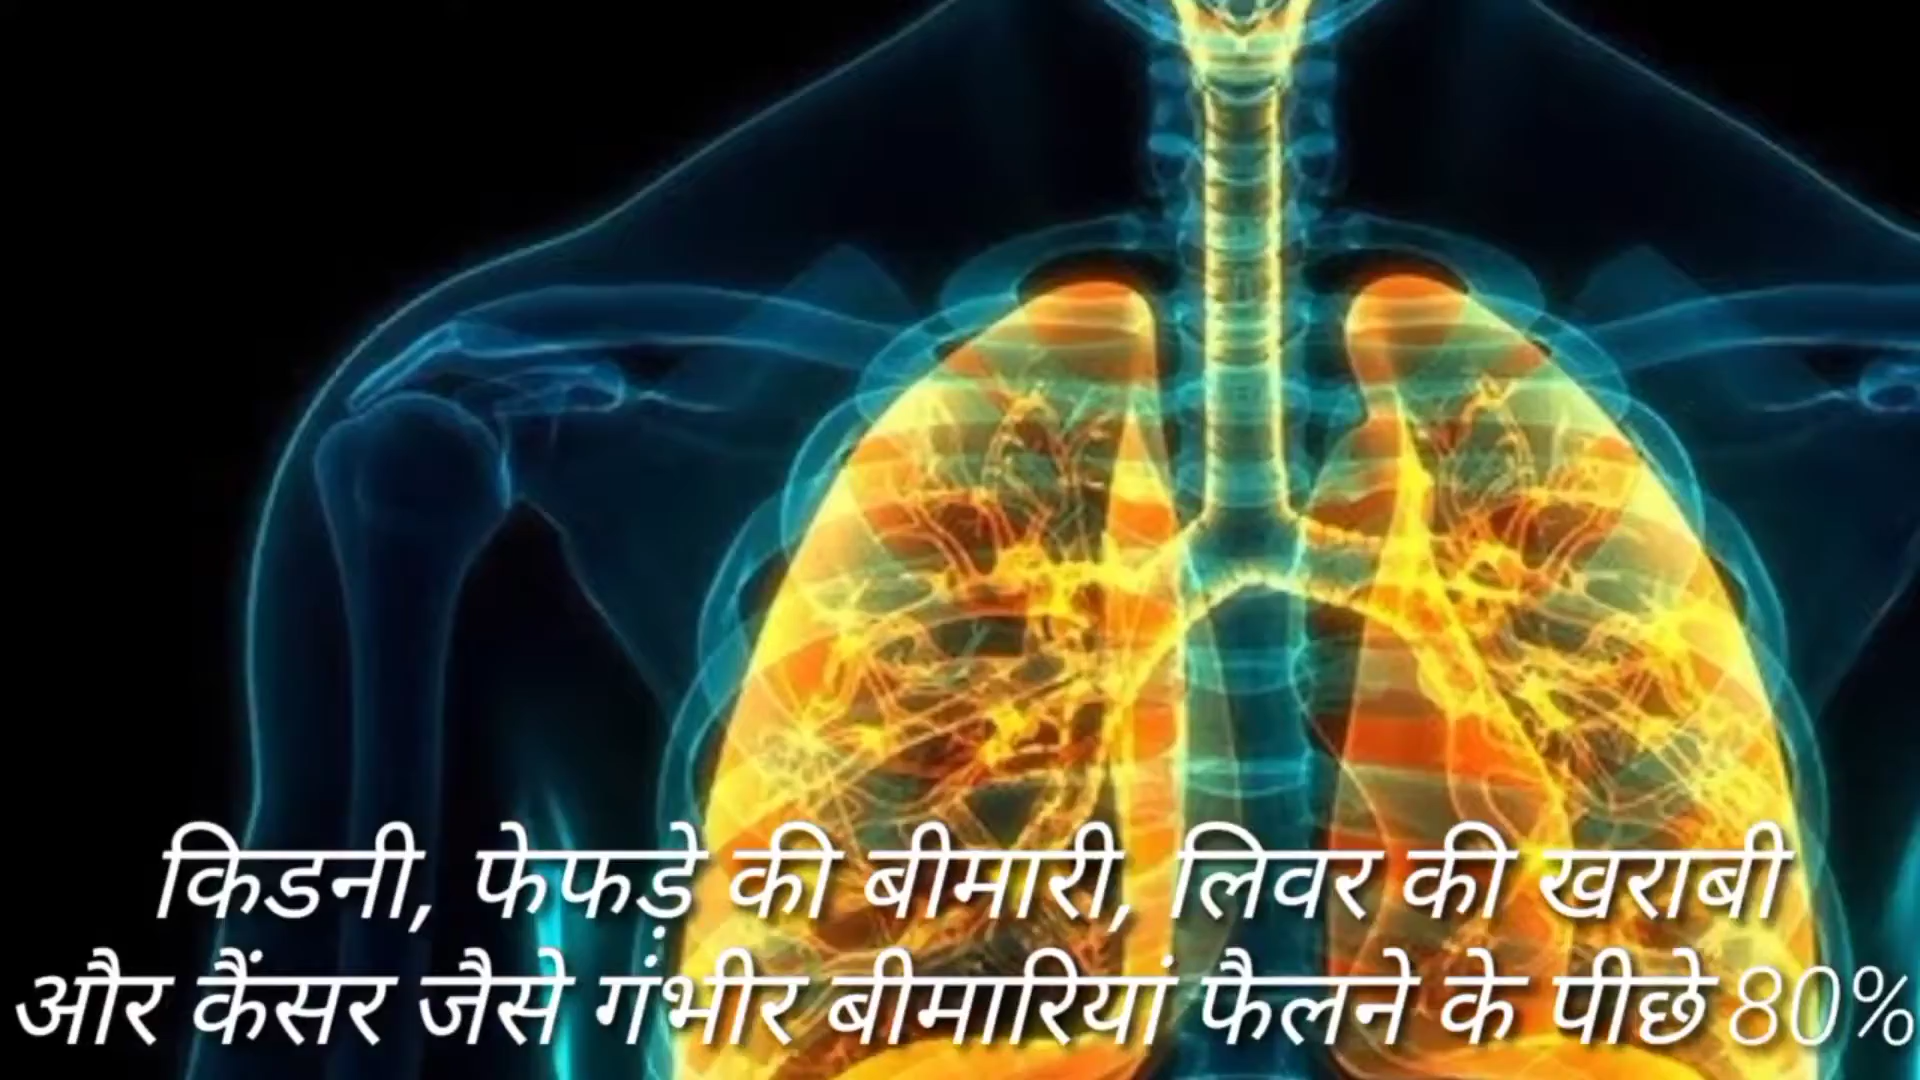 किडनी, फेफड़े की बीमारी, लिवर की खराबी
और कैंसर जैसे गंभीर बीमारियां फैलने के पीछे 80%